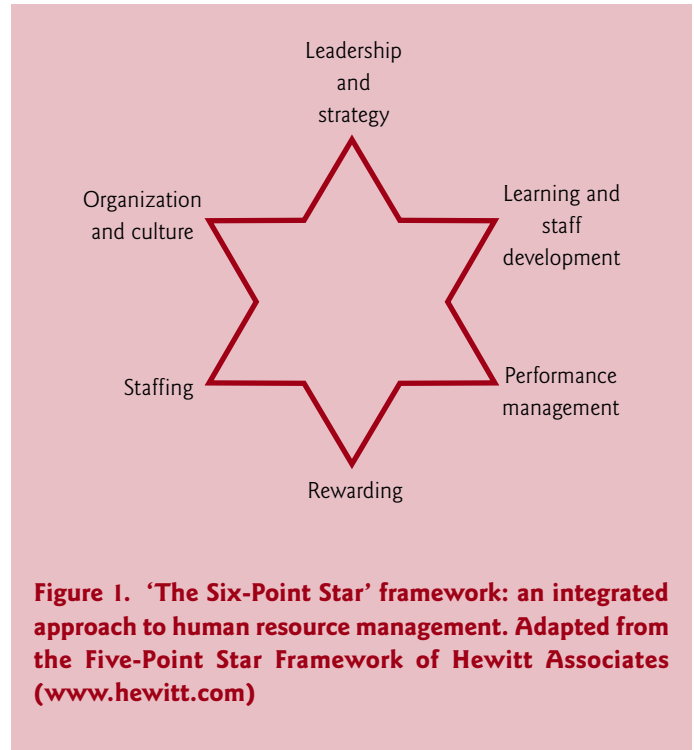 Leadership
and
strategy
Organization
and culture
Learning and
staff
development
Staffing
Performance
management
Rewarding
Figure 1. ‘The Six-Point Star’ framework: an integrated
approach to human resource management. Adapted from
the Five-Point Star Framework of Hewitt Associates
(www.hewitt.com)